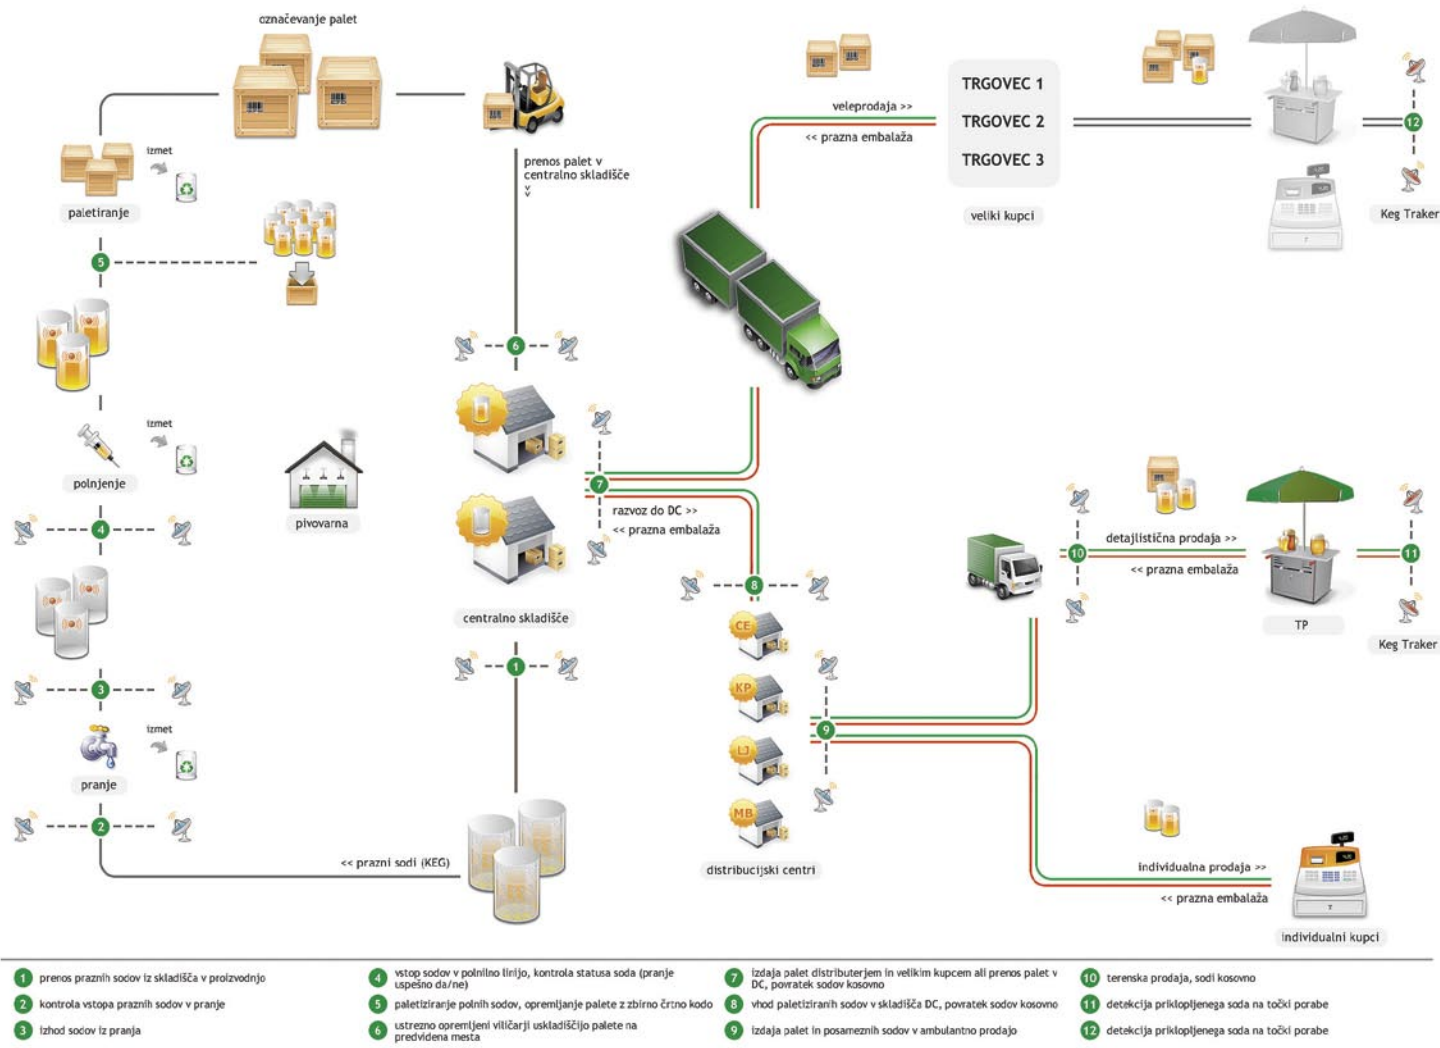 označevanje palet
izmet
paletiranje
5
izmet
polnjenje
4
3
izmet
pranje
2
<< prazni sodi (KEG)
pivovarna
prenos palet v
centralno skladišče
>>
6
centralno skladišče
1
7
razvoz do DC >>
<< prazna embalaža
8
CE
KP
LJ
MB
distribucijski centri
9
veleprodaja >>
<< prazna embalaža
TRGOVEC 1
TRGOVEC 2
TRGOVEC 3
veliki kupci
12
Keg Traker
10
detajlistična prodaja >>
<< prazna embalaža
TP
11
Keg Traker
individualna prodaja >>
<< prazna embalaža
individualni kupci
1 prenos praznih sodov iz skladišča v proizvodnjo
2 kontrola vstopa praznih sodov v pranje
3 izhod sodov iz pranja
4 vstop sodov v polnilno linijo, kontrola statusa soda (pranje
uspešno da/ne)
5 paletiziranje polnih sodov, opremljanje palete z zbirno črtno kodo
6 ustrezno opremljeni viličarji uskladiščijo palete na
predvidena mesta
7 izdaja palet distributerjem in velikim kupcem ali prenos palet v
DC, povratek sodov kosovno
8 vhod paletiziranih sodov v skladišča DC, povratek sodov kosovno
9 izdaja palet in posameznih sodov v ambulantno prodajo
10 terenska prodaja, sodi kosovno
11 detekcija priklopljenega soda na točki porabe
12 detekcija priklopljenega soda na točki porabe